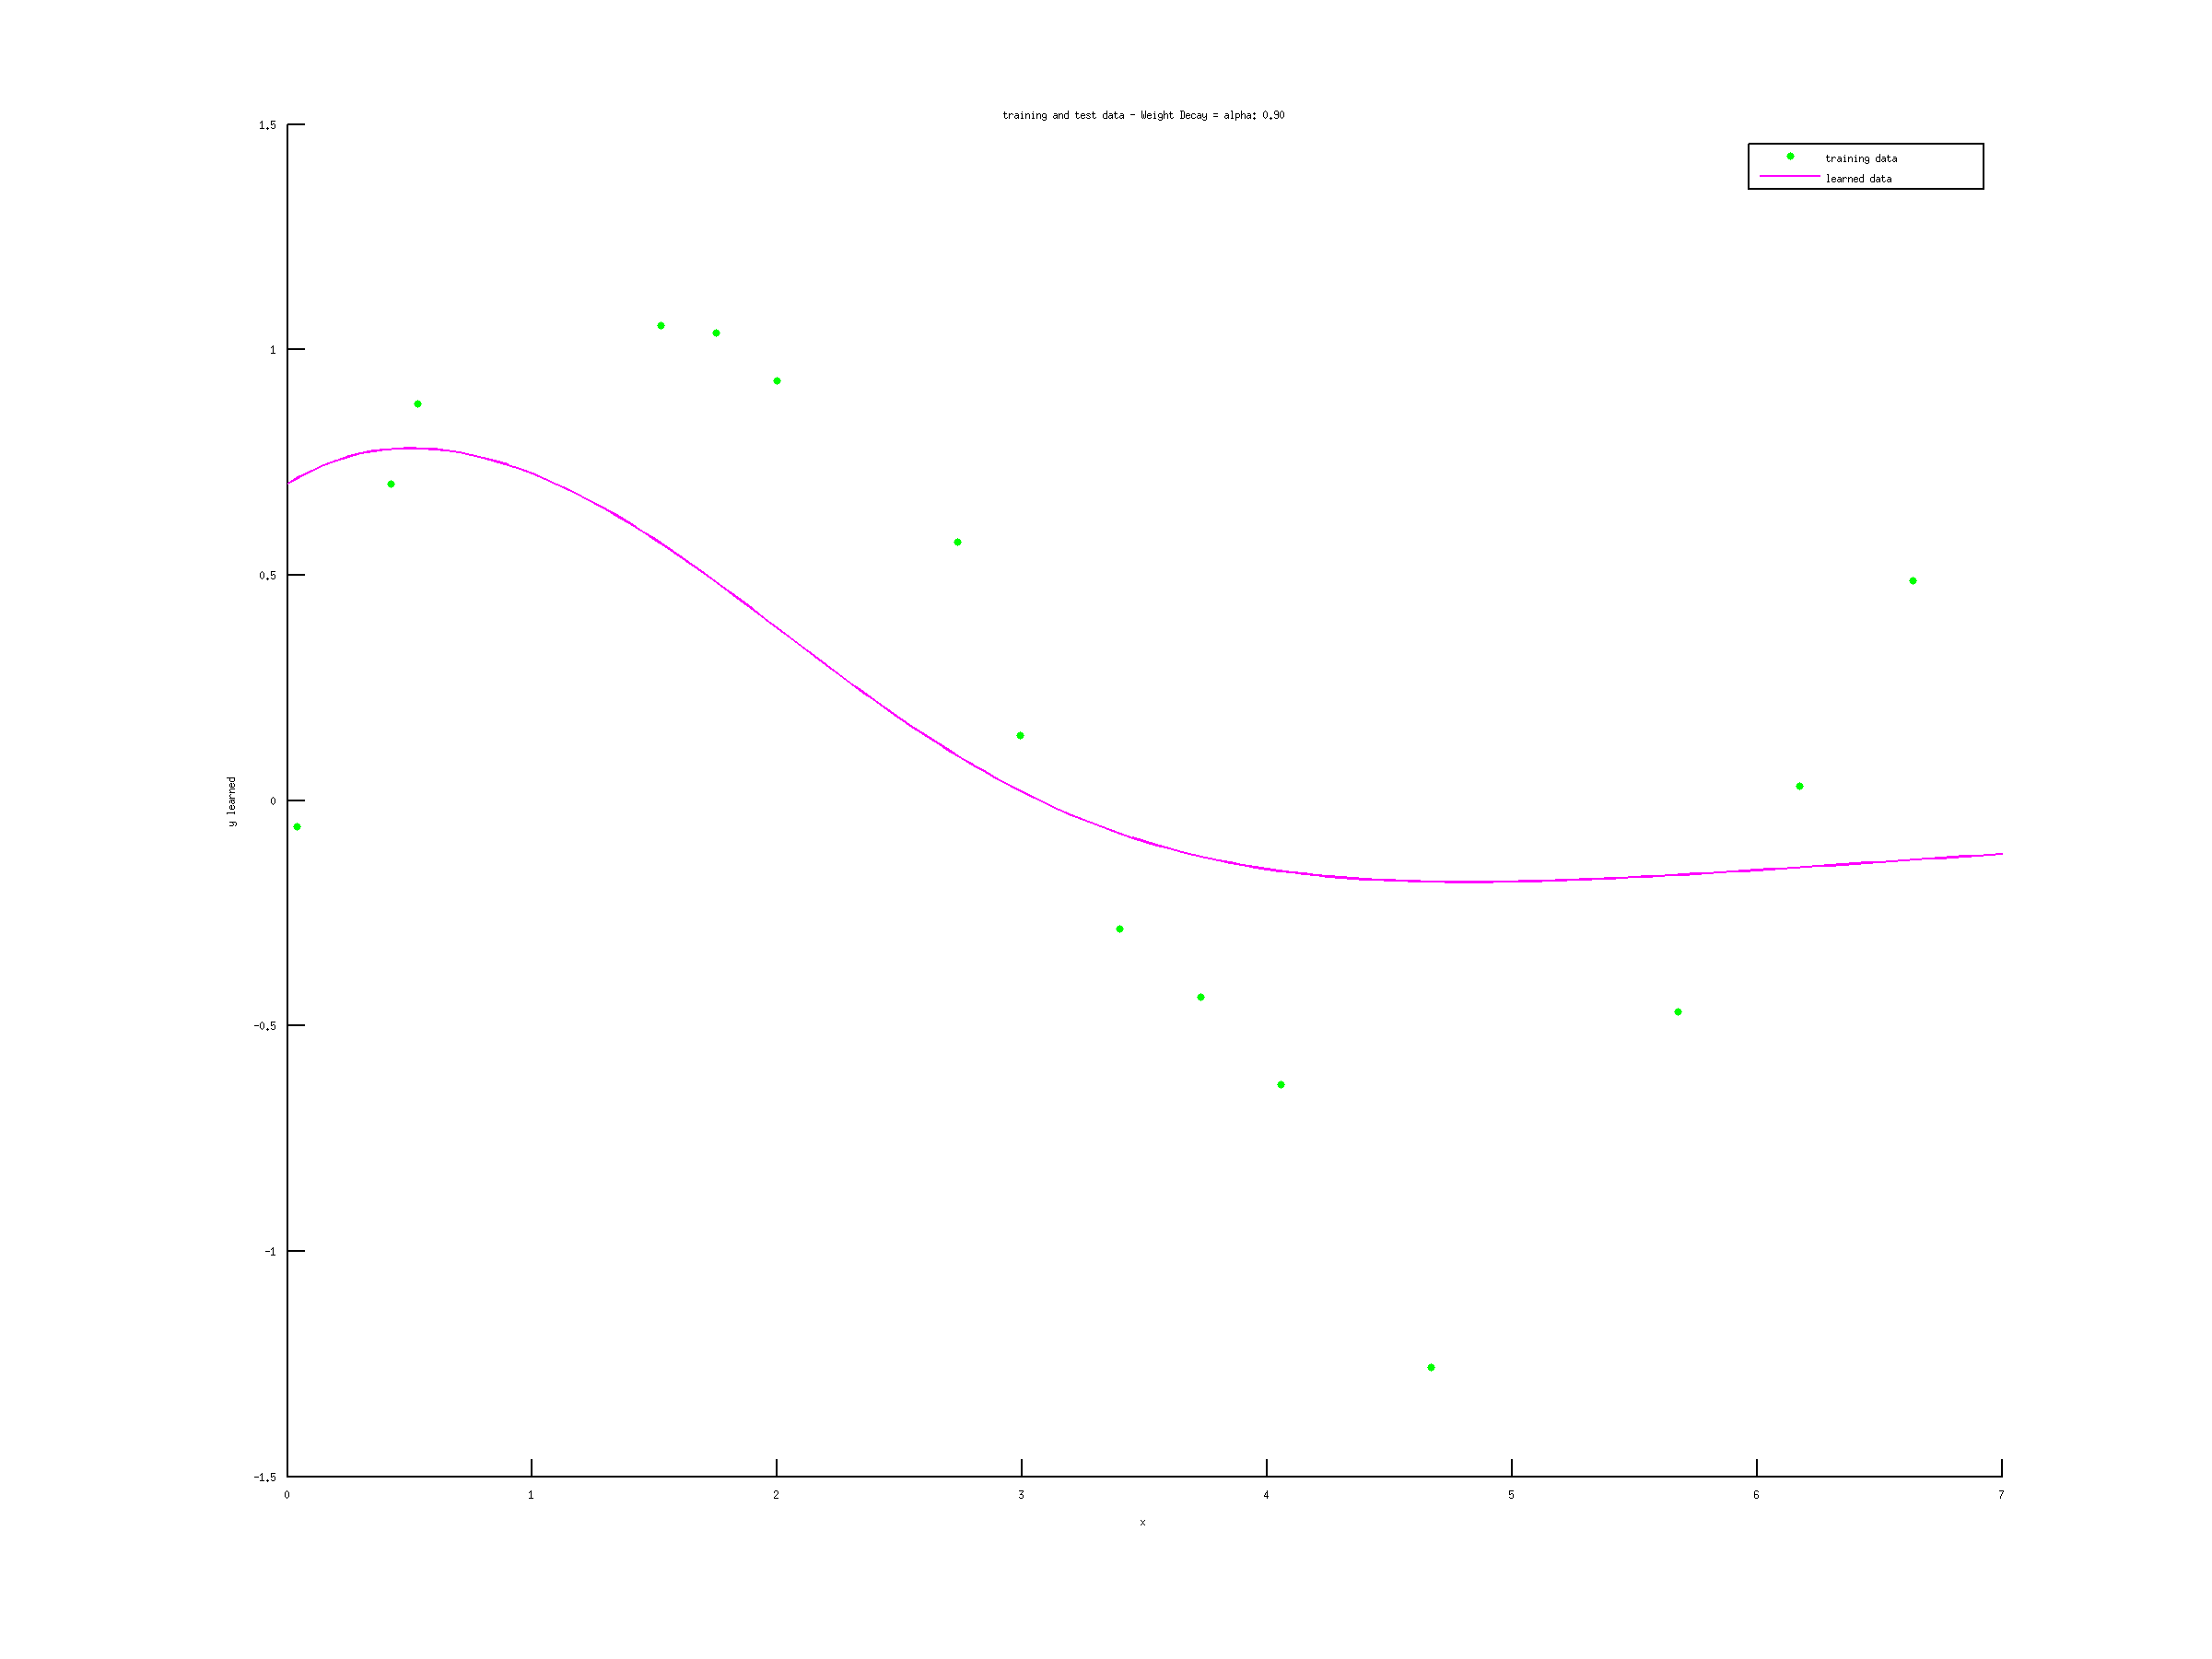 training and test data - Weight Decay = alpha: 0.90
training data
learned data
1.5
1
0.5
0
-0.5
-1
-1.5
y learned
0 1 2 3 4 5 6 7
x